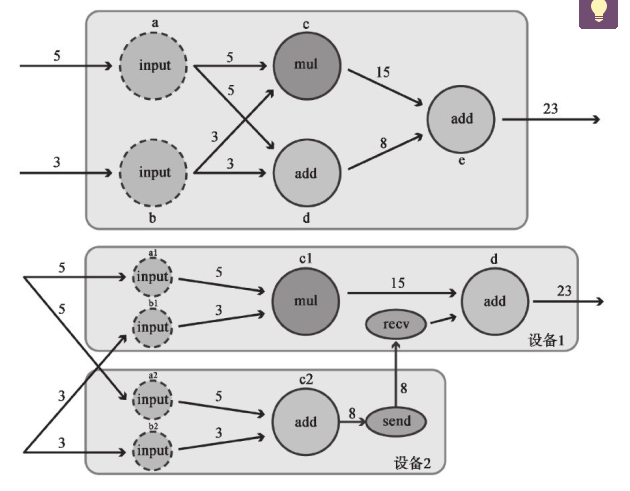 a
c
5
input
5
mul
15
5
add
23
3
8
e
3
input
3
add
b
d
a1
c1
d
5
input
5
15
23
b1
mul
add
5
input
3
recv
设备1
a2
c2
8
3
input
5
b2
add
8
send
3
input
3
设备2